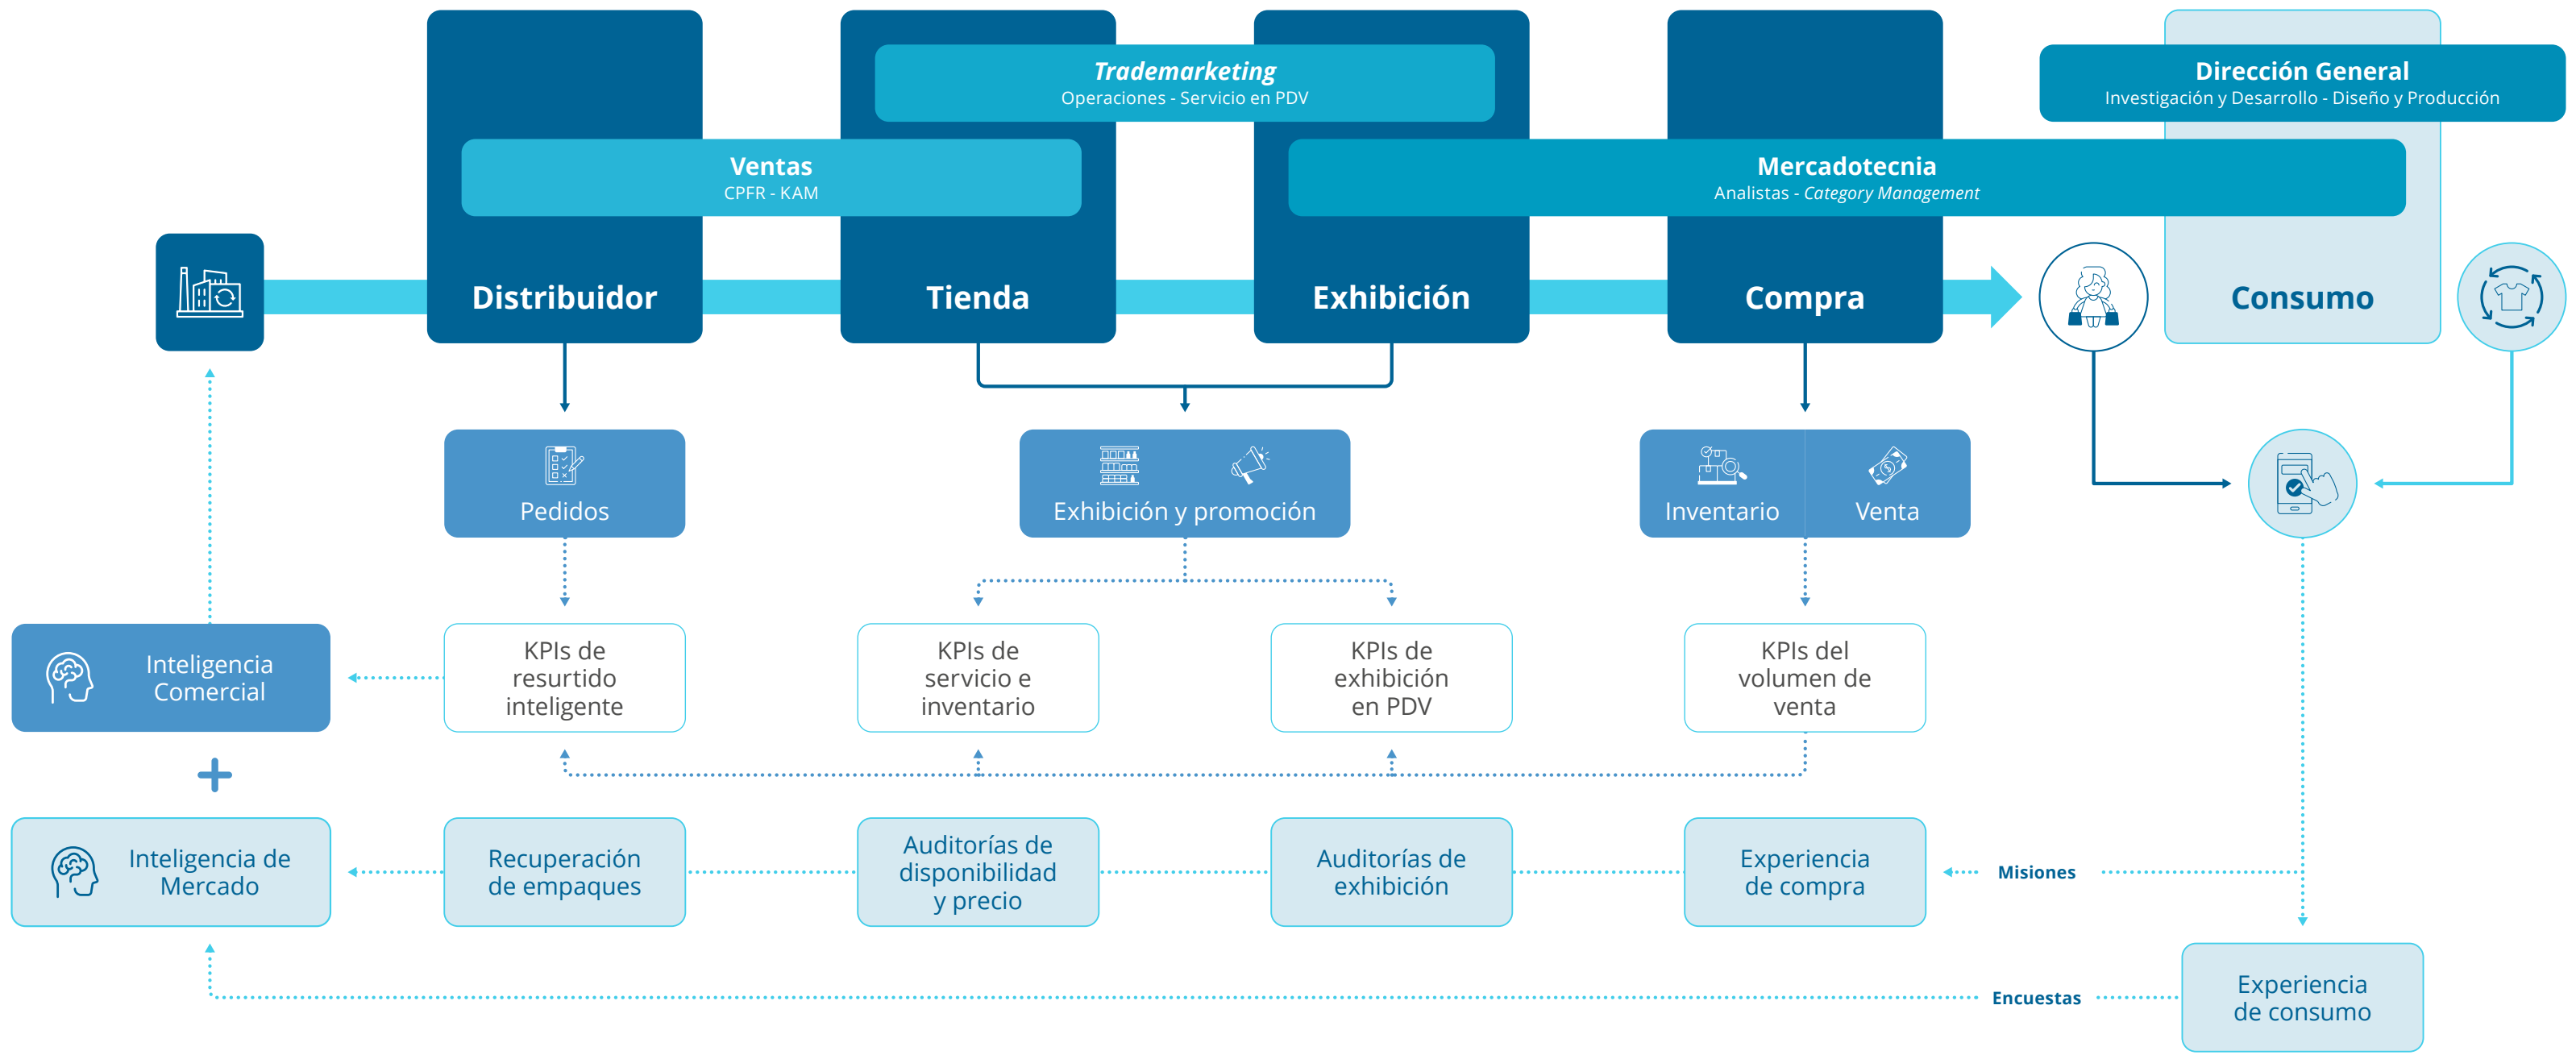 Trademarketing
Operaciones - Servicio en PDV
Dirección General
Investigación y Desarrollo - Diseño y Producción
Ventas
CPFR - KAM
Mercadotecnia
Analistas - Category Management
Distribuidor
Tienda
Exhibición
Compra
Consumo
Pedidos
Exhibición y promoción
Inventario
Venta
Inteligencia
Comercial
KPIs de
resurtido
inteligente
KPIs de
servicio e
inventario
KPIs de
exhibición
en PDV
KPIs del
volumen de
venta
+
Inteligencia de
Mercado
Recuperación
de empaques
Auditorías de
disponibilidad
y precio
Auditorías de
exhibición
Experiencia
de compra
Misiones
Encuestas
Experiencia
de consumo